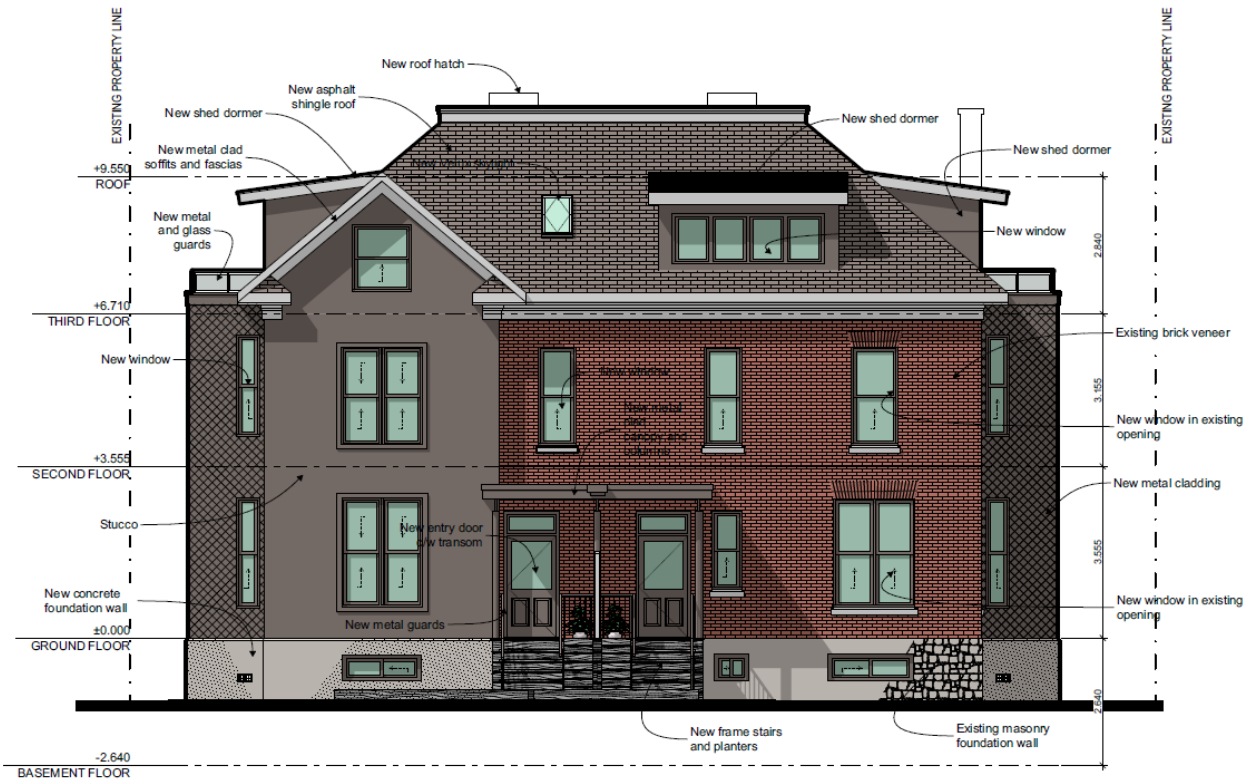 EXISTING PROPERTY LINE
EXISTING PROPERTY LINE
New roof hatch
New asphalt
shingle roof
New shed dormer
New shed dormer
New metal clad
soffits and fascias
New shed dormer
+9.550
ROOF
New metal
and glass
guards
New window
2.840
+6.710
THIRD FLOOR
Existing brick veneer
New window
3.155
New window in existing
opening
+3.555
SECOND FLOOR
New metal cladding
Stucco
New entry door
c/w transom
3.555
New concrete
foundation wall
New window in existing
opening
New metal guards
±0.000
GROUND FLOOR
2.640
New frame stairs
and planters
Existing masonry
foundation wall
-2.640
BASEMENT FLOOR